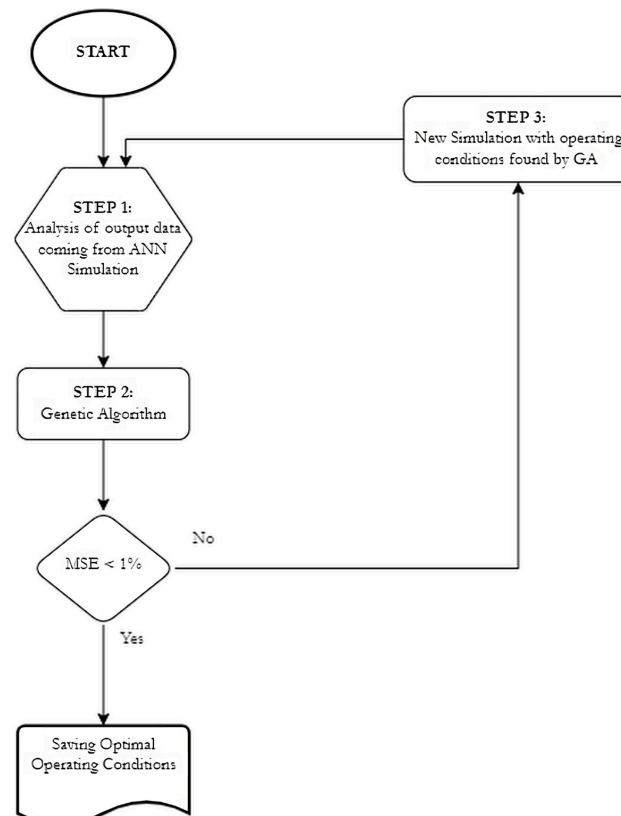 START
STEP 3:
New Simulation with operating
conditions found by GA
STEP 1:
Analysis of output data
coming from ANN
Simulation
STEP 2:
Genetic Algorithm
No
MSE < 1%
Yes
Saving Optimal
Operating Conditions